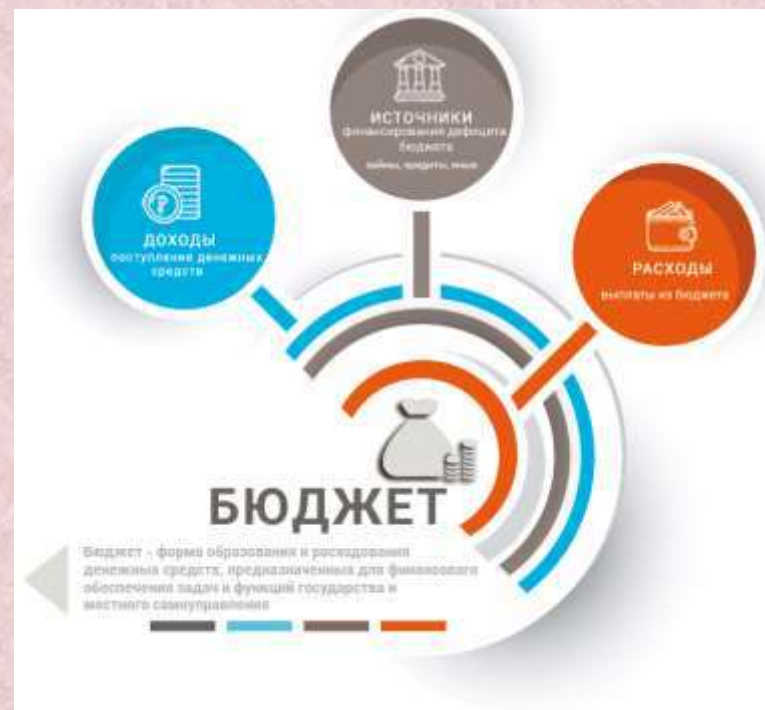 ИСТОЧНИКИ
финансирования дефицита
бюджета
займы, кредиты, иные
ДОХОДЫ
поступление денежных
средств
РАСХОДЫ
выплаты из бюджета
БЮДЖЕТ
Бюджет - форма образования и расходования
денежных средств, предназначенных для финансового
обеспечения задач и функций государства и
местного самоуправления